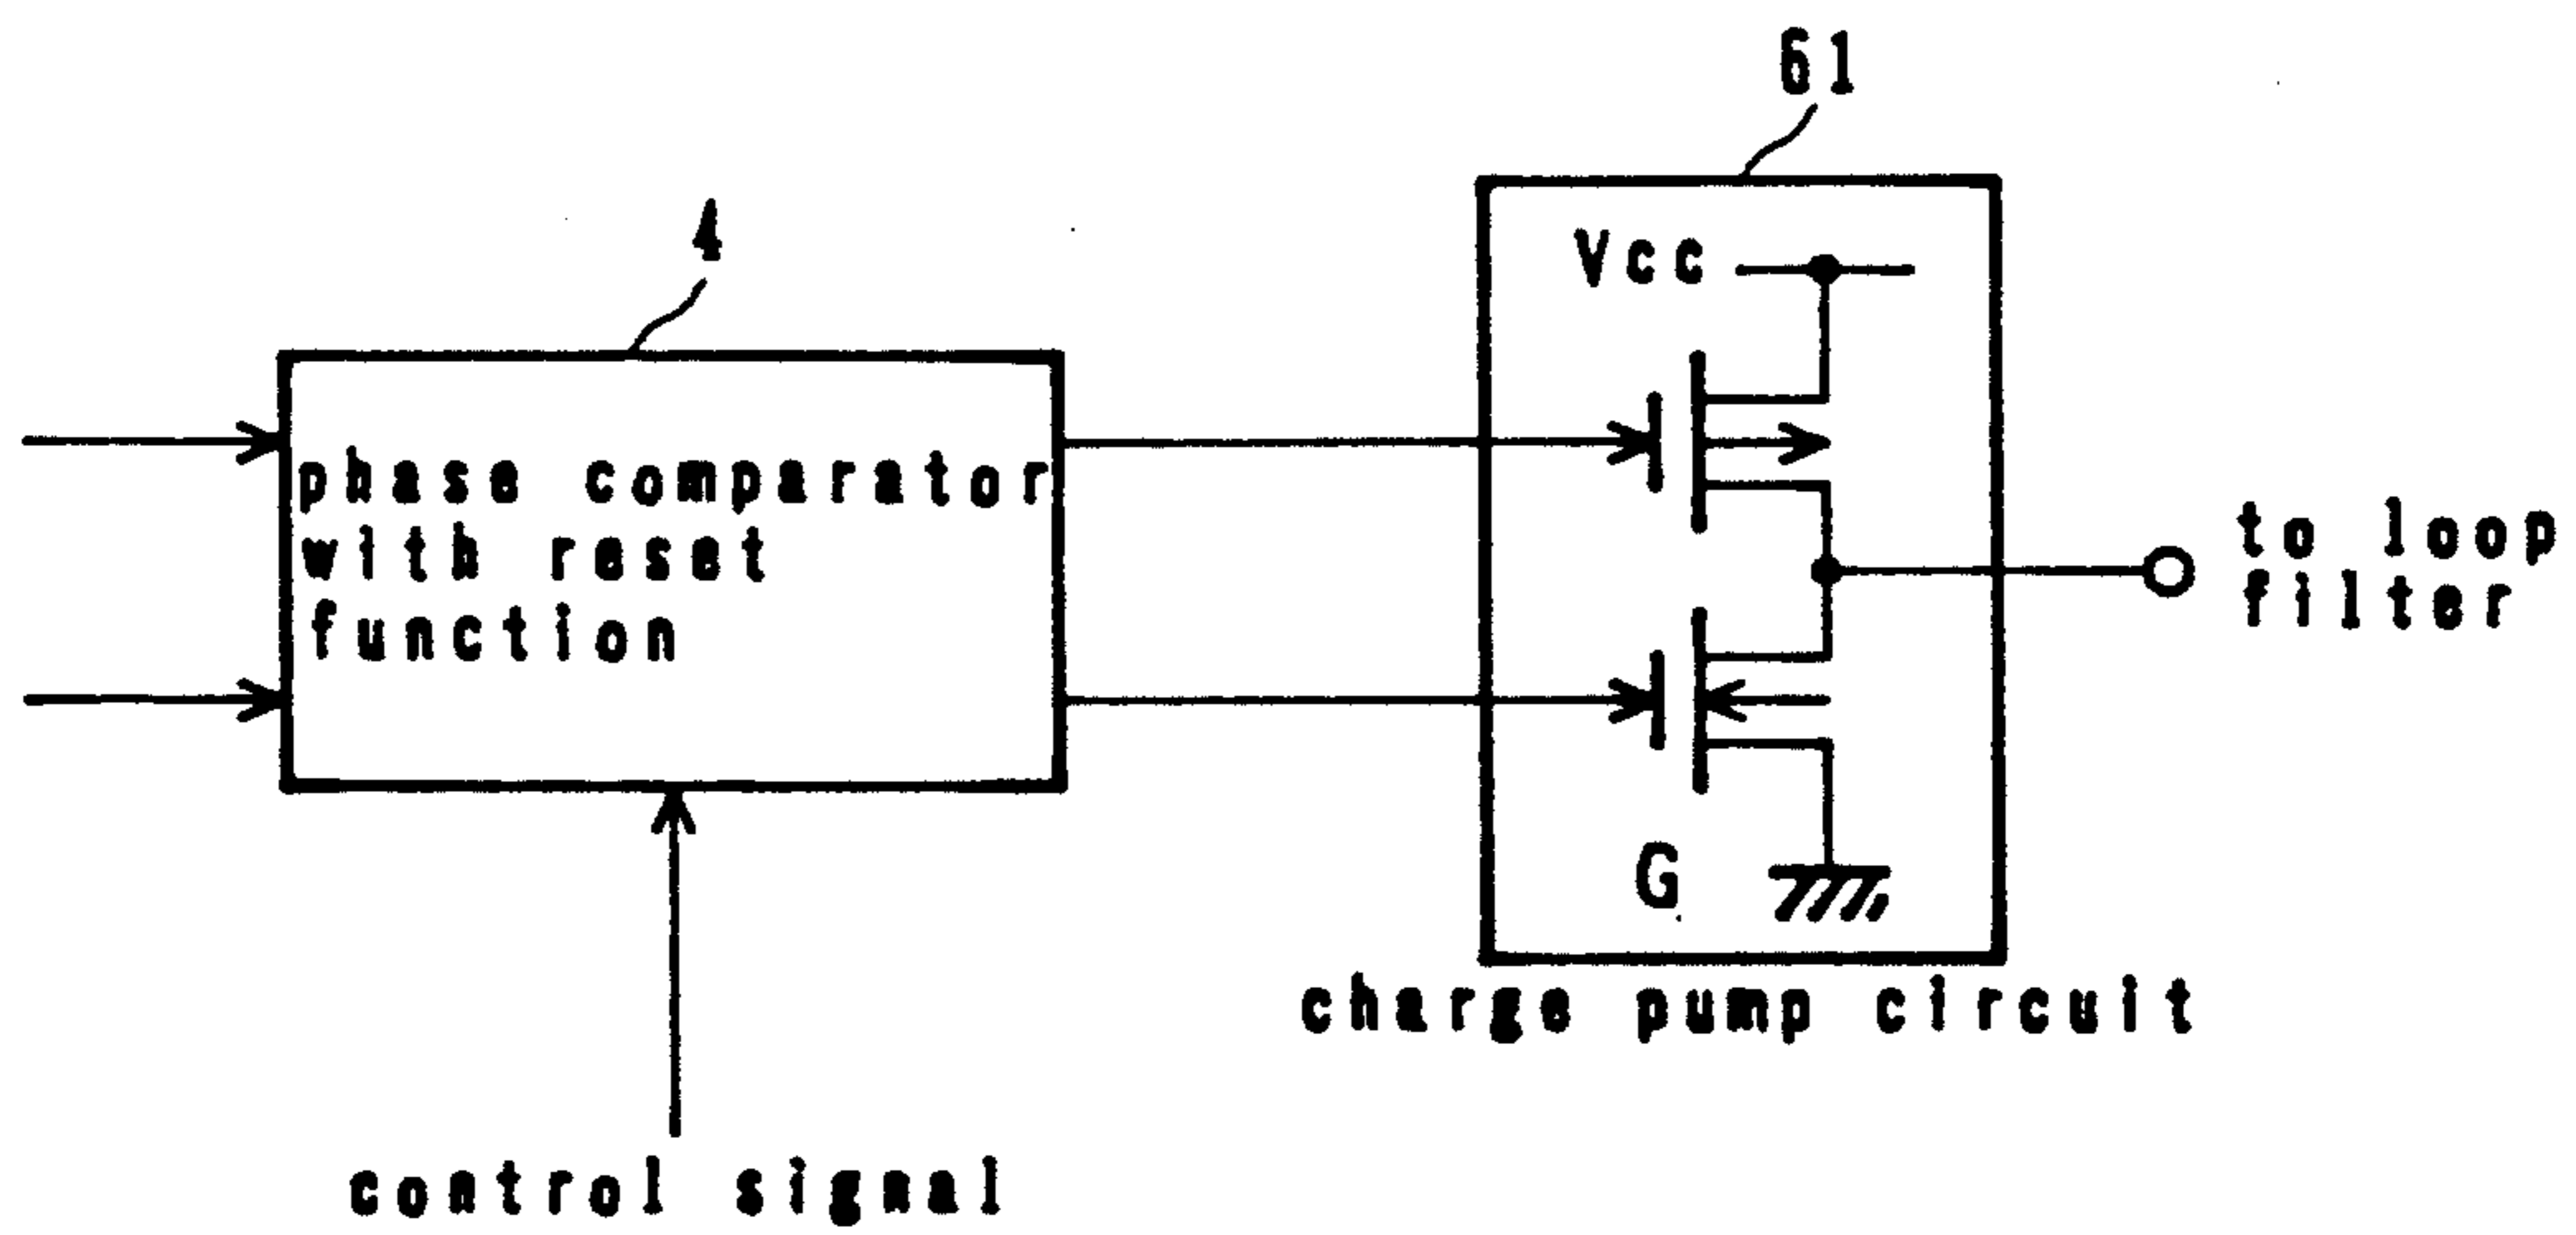 61
4
Vcc
phase comparator
with reset
function
to loop
filter
G
charge pump circuit
control signal